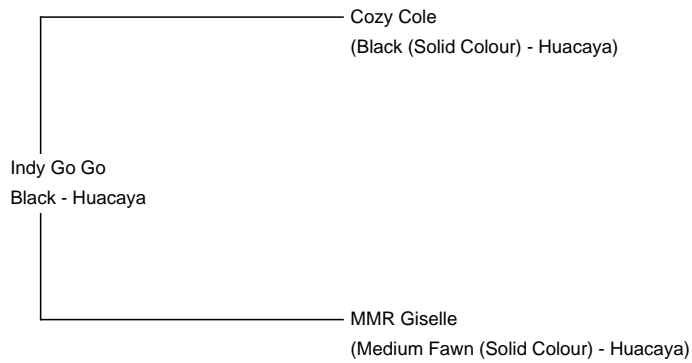 Cozy Cole
(Black (Solid Colour) - Huacaya)
Indy Go Go
Black - Huacaya
MMR Giselle
(Medium Fawn (Solid Colour) - Huacaya)